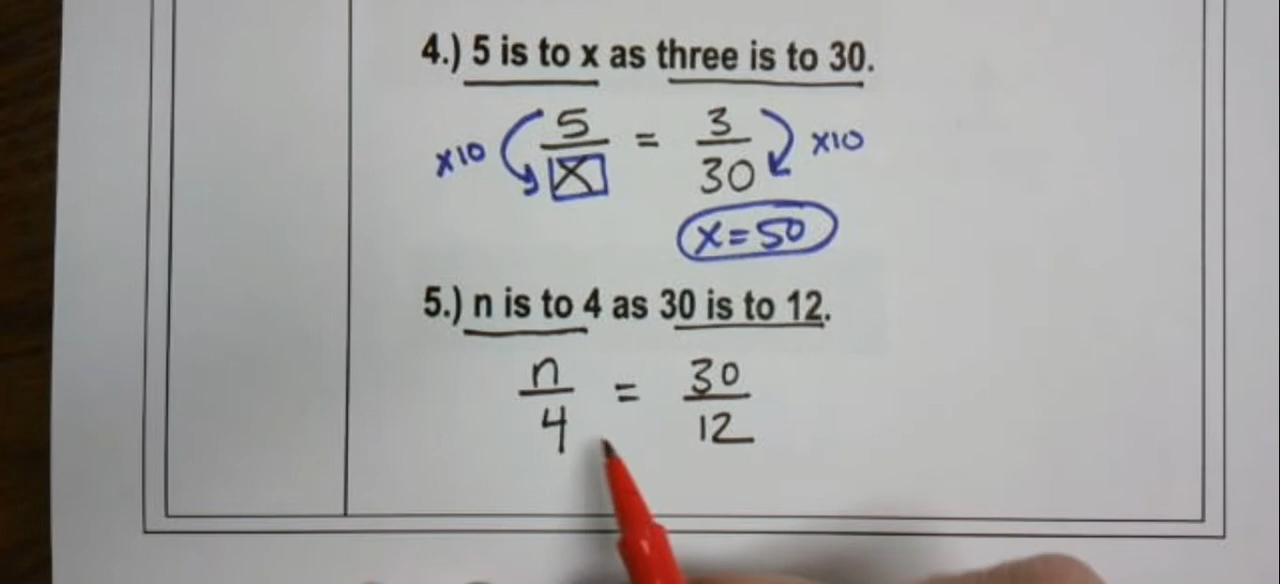 4.) 5 is to x as three is to 30.
x10 5/x = 3/30 x10
x = 50
5.) n is to 4 as 30 is to 12.
n/4 = 30/12